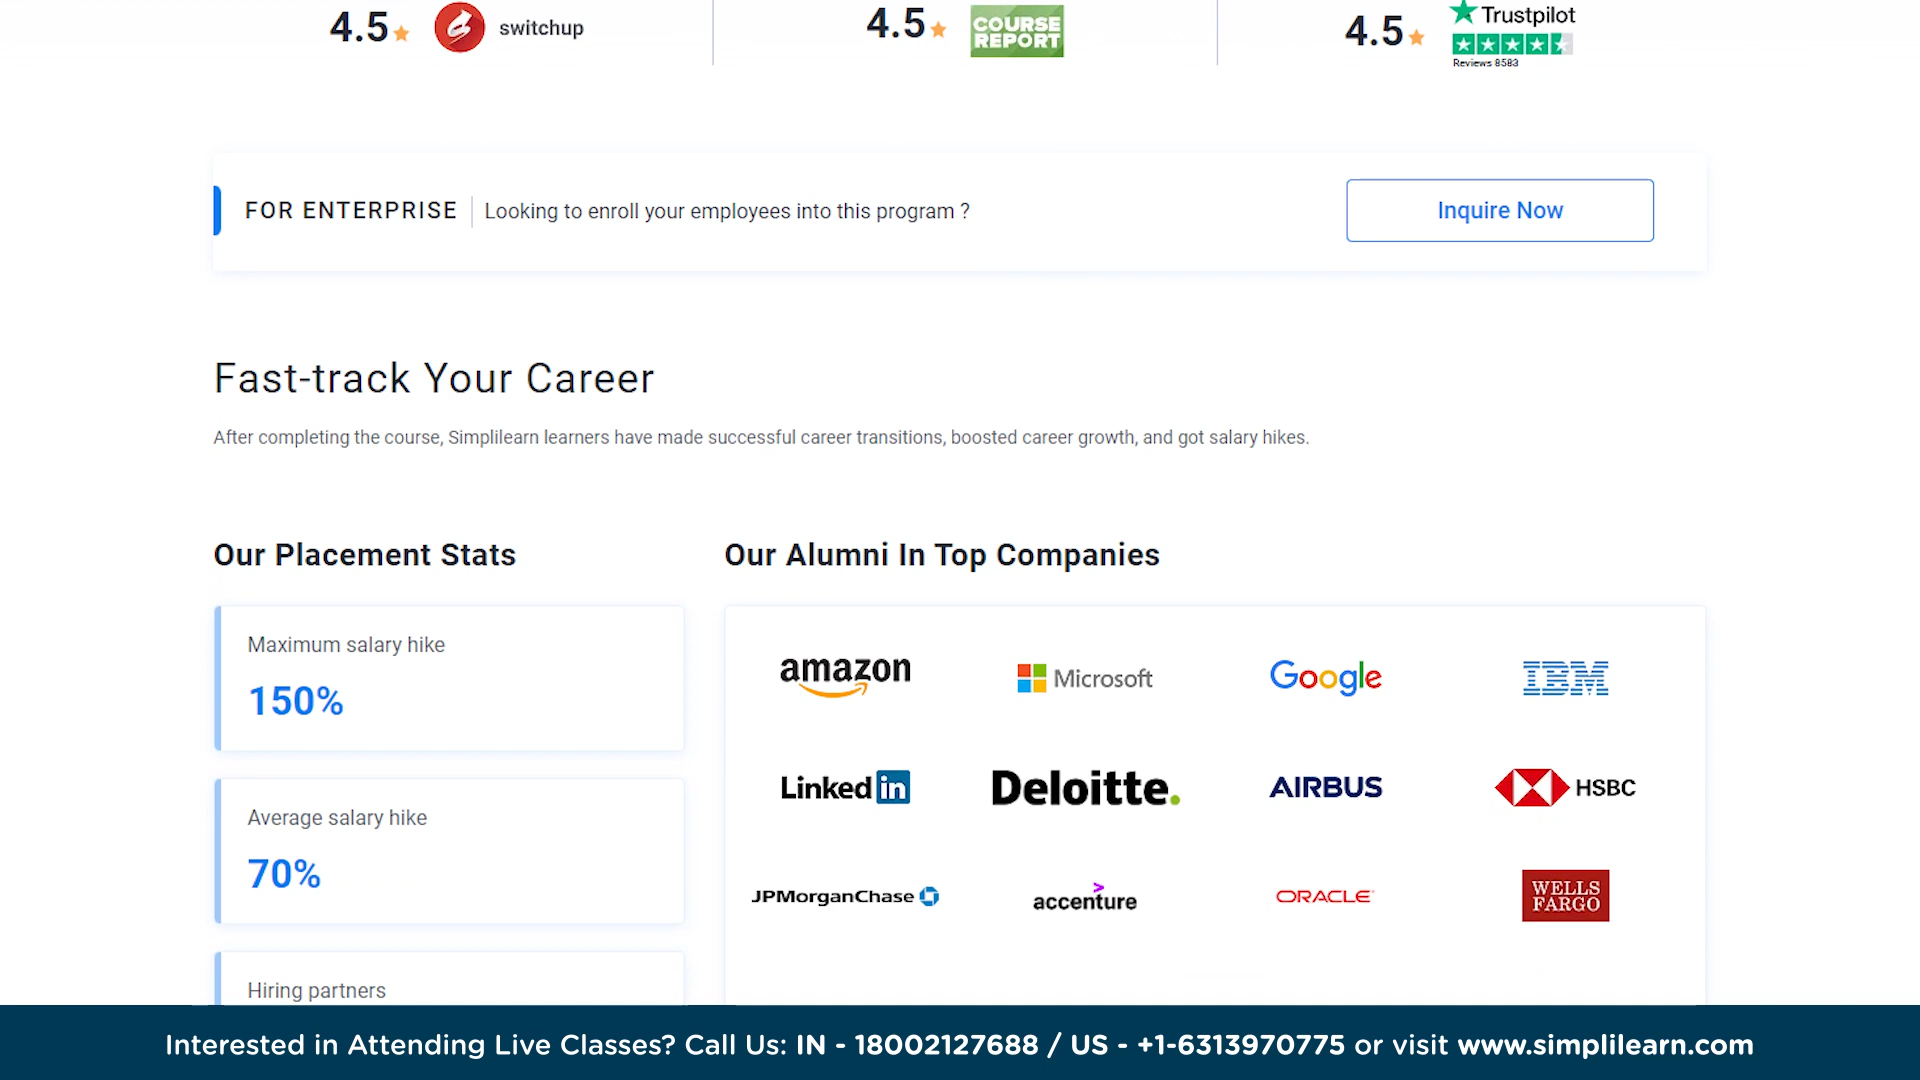 4.5 switchup
4.5 COURSE REPORT
4.5 Trustpilot
Reviews 8583
FOR ENTERPRISE Looking to enroll your employees into this program ?
Inquire Now
Fast-track Your Career
After completing the course, Simplilearn learners have made successful career transitions, boosted career growth, and got salary hikes.
Our Placement Stats
Maximum salary hike
150%
Average salary hike
70%
Hiring partners
Our Alumni In Top Companies
amazon Microsoft Google IBM
Linked in Deloitte. AIRBUS HSBC
JPMorganChase accenture ORACLE WELLS FARGO
Interested in Attending Live Classes? Call Us: IN - 18002127688 / US - +1-6313970775 or visit www.simplilearn.com